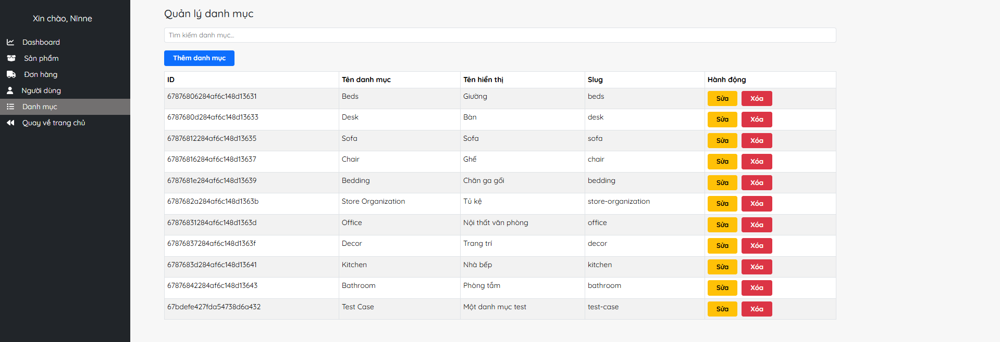 Xin chào, Ninne
Dashboard
Sản phẩm
Đơn hàng
Người dùng
Danh mục
Quay về trang chủ
Quản lý danh mục
Tìm kiếm danh mục...
Thêm danh mục
ID Tên danh mục Tên hiển thị Slug Hành động
67876806284af6c148d13631 Beds Giường beds Sửa Xóa
6787680d284af6c148d13633 Desk Bàn desk Sửa Xóa
67876812284af6c148d13635 Sofa Sofa sofa Sửa Xóa
67876816284af6c148d13637 Chair Ghế chair Sửa Xóa
6787681e284af6c148d13639 Bedding Chăn ga gối bedding Sửa Xóa
6787682a284af6c148d1363b Store Organization Tủ kệ store-organization Sửa Xóa
67876831284af6c148d1363d Office Nội thất văn phòng office Sửa Xóa
67876837284af6c148d1363f Decor Trang trí decor Sửa Xóa
6787683d284af6c148d13641 Kitchen Nhà bếp kitchen Sửa Xóa
67876842284af6c148d13643 Bathroom Phòng tắm bathroom Sửa Xóa
67bdefe427fda54738d6a432 Test Case Một danh mục test test-case Sửa Xóa